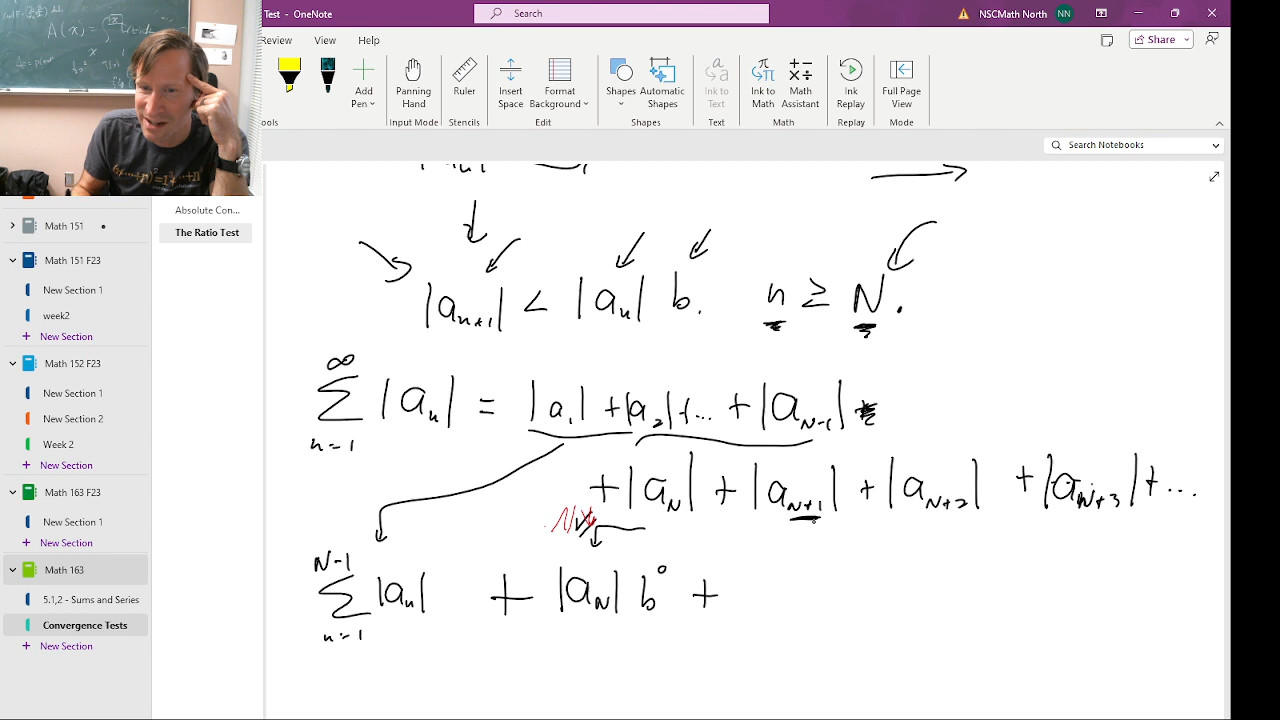 Test - OneNote
Search
NSCMath North
NN
Review View Help
Share
Add Pen
Panning Hand
Ruler
Insert Space
Format Background
Shapes
Automatic Shapes
Ink to Text
Ink to Math
Math Assistant
Ink Replay
Full Page View
ools
Input Mode
Stencils
Edit
Shapes
Text
Math
Replay
Mode
Search Notebooks
A(x) =
Absolute Con...
The Ratio Test
Math 151
Math 151 F23
New Section 1
week2
+ New Section
Math 152 F23
New Section 1
New Section 2
Week 2
+ New Section
Math 163 F23
New Section 1
+ New Section
Math 163
5.1,2 - Sums and Series
Convergence Tests
+ New Section
|a_{n+1}| < |a_n| b. n ≥ N.
∑_{n=1}^{∞} |a_n| = |a_1| + |a_2| + ... + |a_{N-1}|
+ |a_N| + |a_{N+1}| + |a_{N+2}| + |a_{N+3}| + ...
∑_{n=1}^{N-1} |a_n| + |a_N| b^0 +